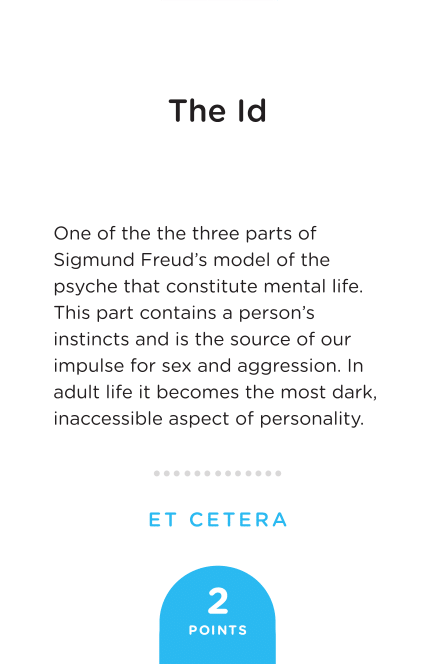 The Id
One of the the three parts of
Sigmund Freud’s model of the
psyche that constitute mental life.
This part contains a person’s
instincts and is the source of our
impulse for sex and aggression. In
adult life it becomes the most dark,
inaccessible aspect of personality.
ET CETERA
2
POINTS